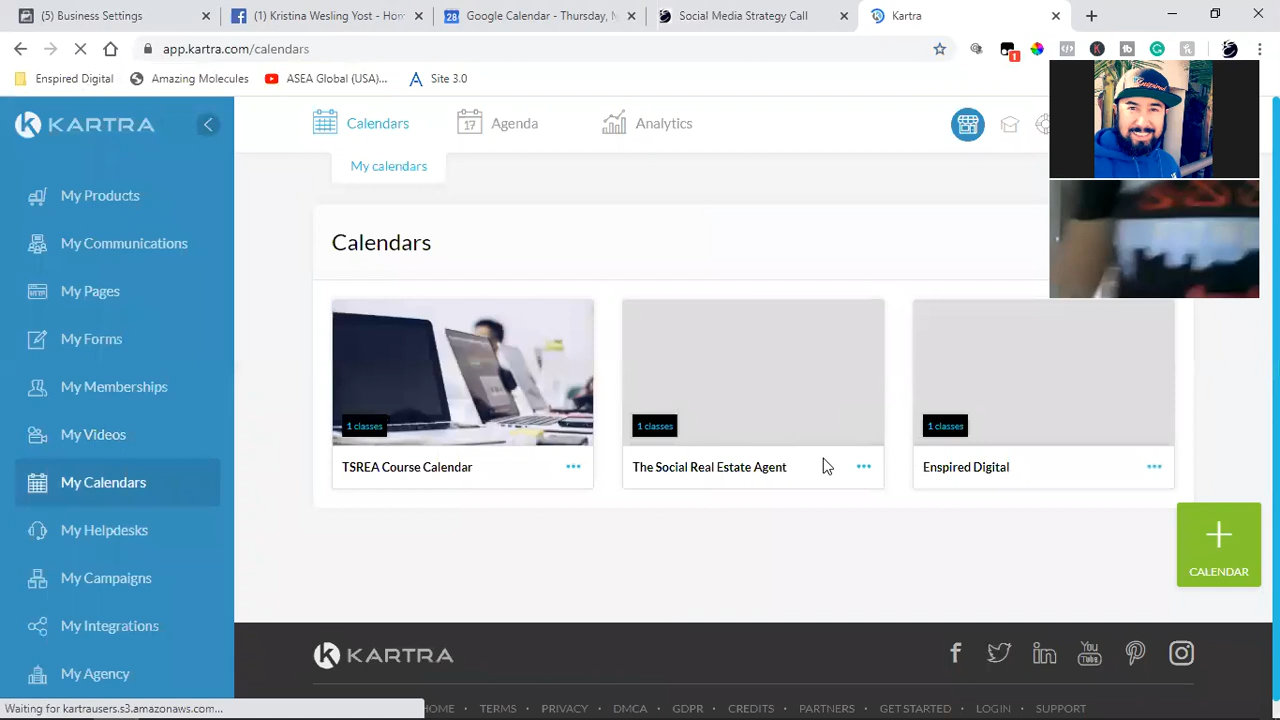 (5) Business Settings
(1) Kristina Wesling Yost - Hom
Google Calendar - Thursday, N
Social Media Strategy Call
Kartra
app.kartra.com/calendars
1
Enspired Digital
Amazing Molecules
ASEA Global (USA)...
Site 3.0
KARTRA
Calendars
17
Agenda
Analytics
My calendars
My Products
My Communications
My Pages
My Forms
My Memberships
My Videos
My Calendars
My Helpdesks
My Campaigns
My Integrations
My Agency
Calendars
1 classes
1 classes
1 classes
TSREA Course Calendar
The Social Real Estate Agent
Enspired Digital
CALENDAR
KARTRA
Waiting for kartrausers.s3.amazonaws.com...
HOME
TERMS
PRIVACY
DMCA
GDPR
CREDITS
PARTNERS
GET STARTED
LOGIN
SUPPORT